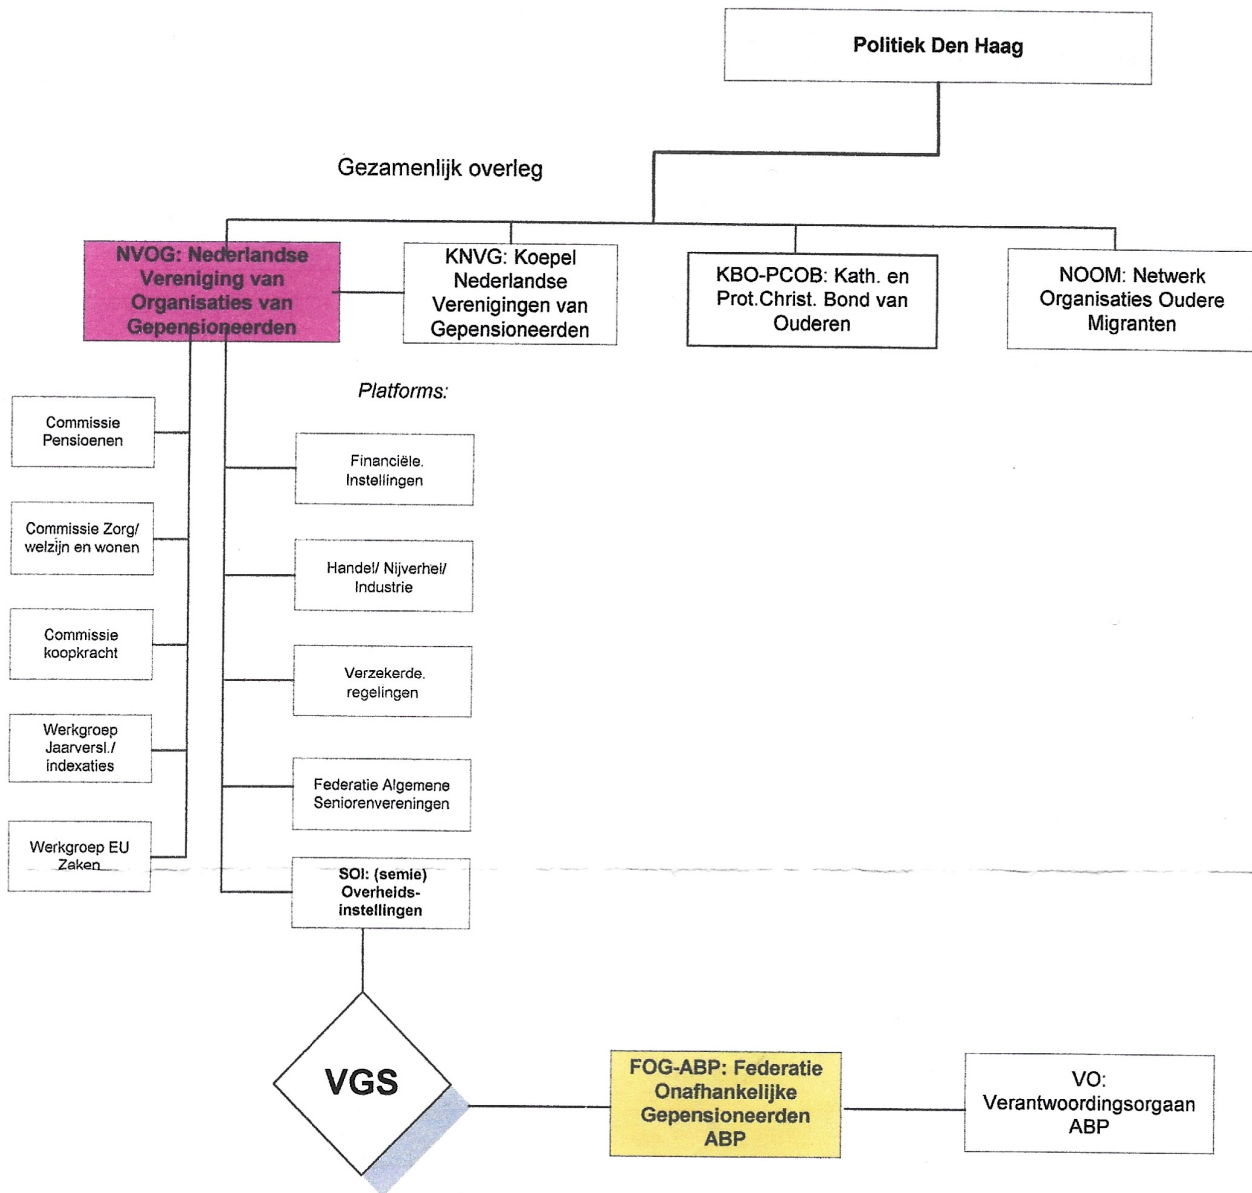 Politiek Den Haag
Gezamenlijk overleg
NVOG: Nederlandse
Vereniging van
Organisaties van
Gepensioneerden
KNVG: Koepel
Nederlandse
Verenigingen van
Gepensioneerden
KBO-PCOB: Kath. en
Prot.Christ. Bond van
Ouderen
NOOM: Netwerk
Organisaties Oudere
Migranten
Platforms:
Commissie
Pensioenen
Commissie Zorg/
welzijn en wonen
Commissie
koopkracht
Werkgroep
Jaarversl./
indexaties
Werkgroep EU
Zaken
Financiële.
Instellingen
Handel/ Nijverhei/
Industrie
Verzekerde.
regelingen
Federatie Algemene
Seniorenvereningen
SOI: (semie)
Overheids-
instellingen
VGS
FOG-ABP: Federatie
Onafhankelijke
Gepensioneerden
ABP
VO:
Verantwoordingsorgaan
ABP